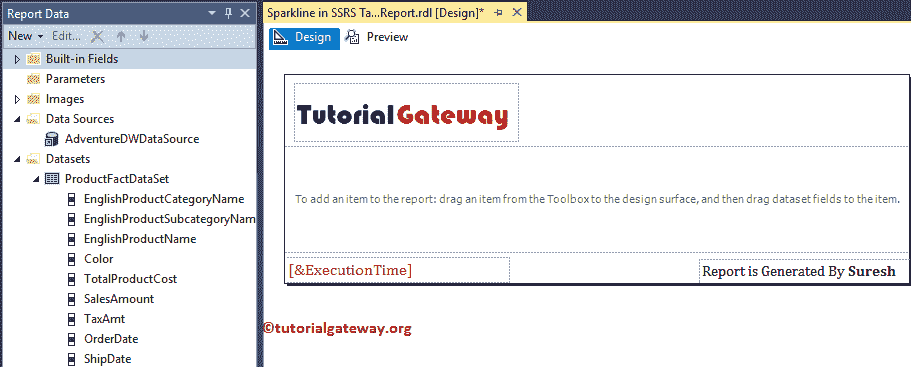 Report Data
New Edit...
Built-in Fields
Parameters
Images
Data Sources
AdventureDWDataSource
Datasets
ProductFactDataSet
EnglishProductCategoryName
EnglishProductSubcategoryNam
EnglishProductName
Color
TotalProductCost
SalesAmount
TaxAmt
OrderDate
ShipDate
Sparkline in SSRS Ta...Report.rdl [Design]*
Design Preview
Tutorial Gateway
To add an item to the report: drag an item from the Toolbox to the design surface, and then drag dataset fields to the item.
[&ExecutionTime] Report is Generated By Suresh
©tutorialgateway.org